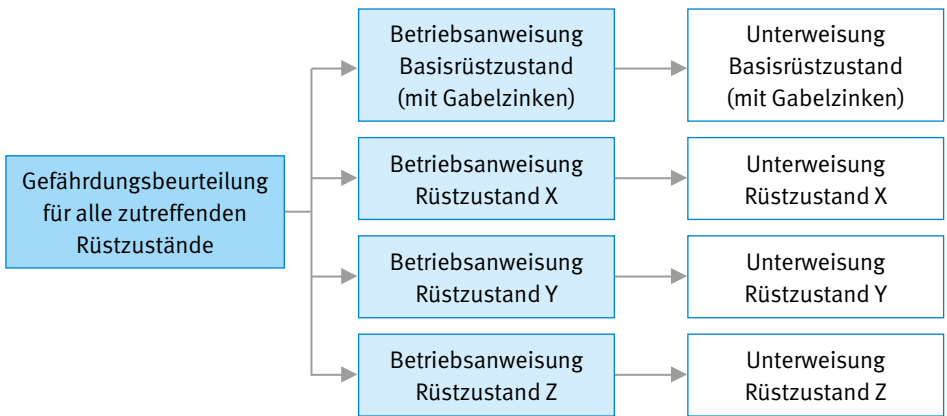 Gefährdungsbeurteilung
für alle zutreffenden
Rüstzustände
Betriebsanweisung
Basisrüstzustand
(mit Gabelzinken)
Unterweisung
Basisrüstzustand
(mit Gabelzinken)
Betriebsanweisung
Rüstzustand X
Unterweisung
Rüstzustand X
Betriebsanweisung
Rüstzustand Y
Unterweisung
Rüstzustand Y
Betriebsanweisung
Rüstzustand Z
Unterweisung
Rüstzustand Z